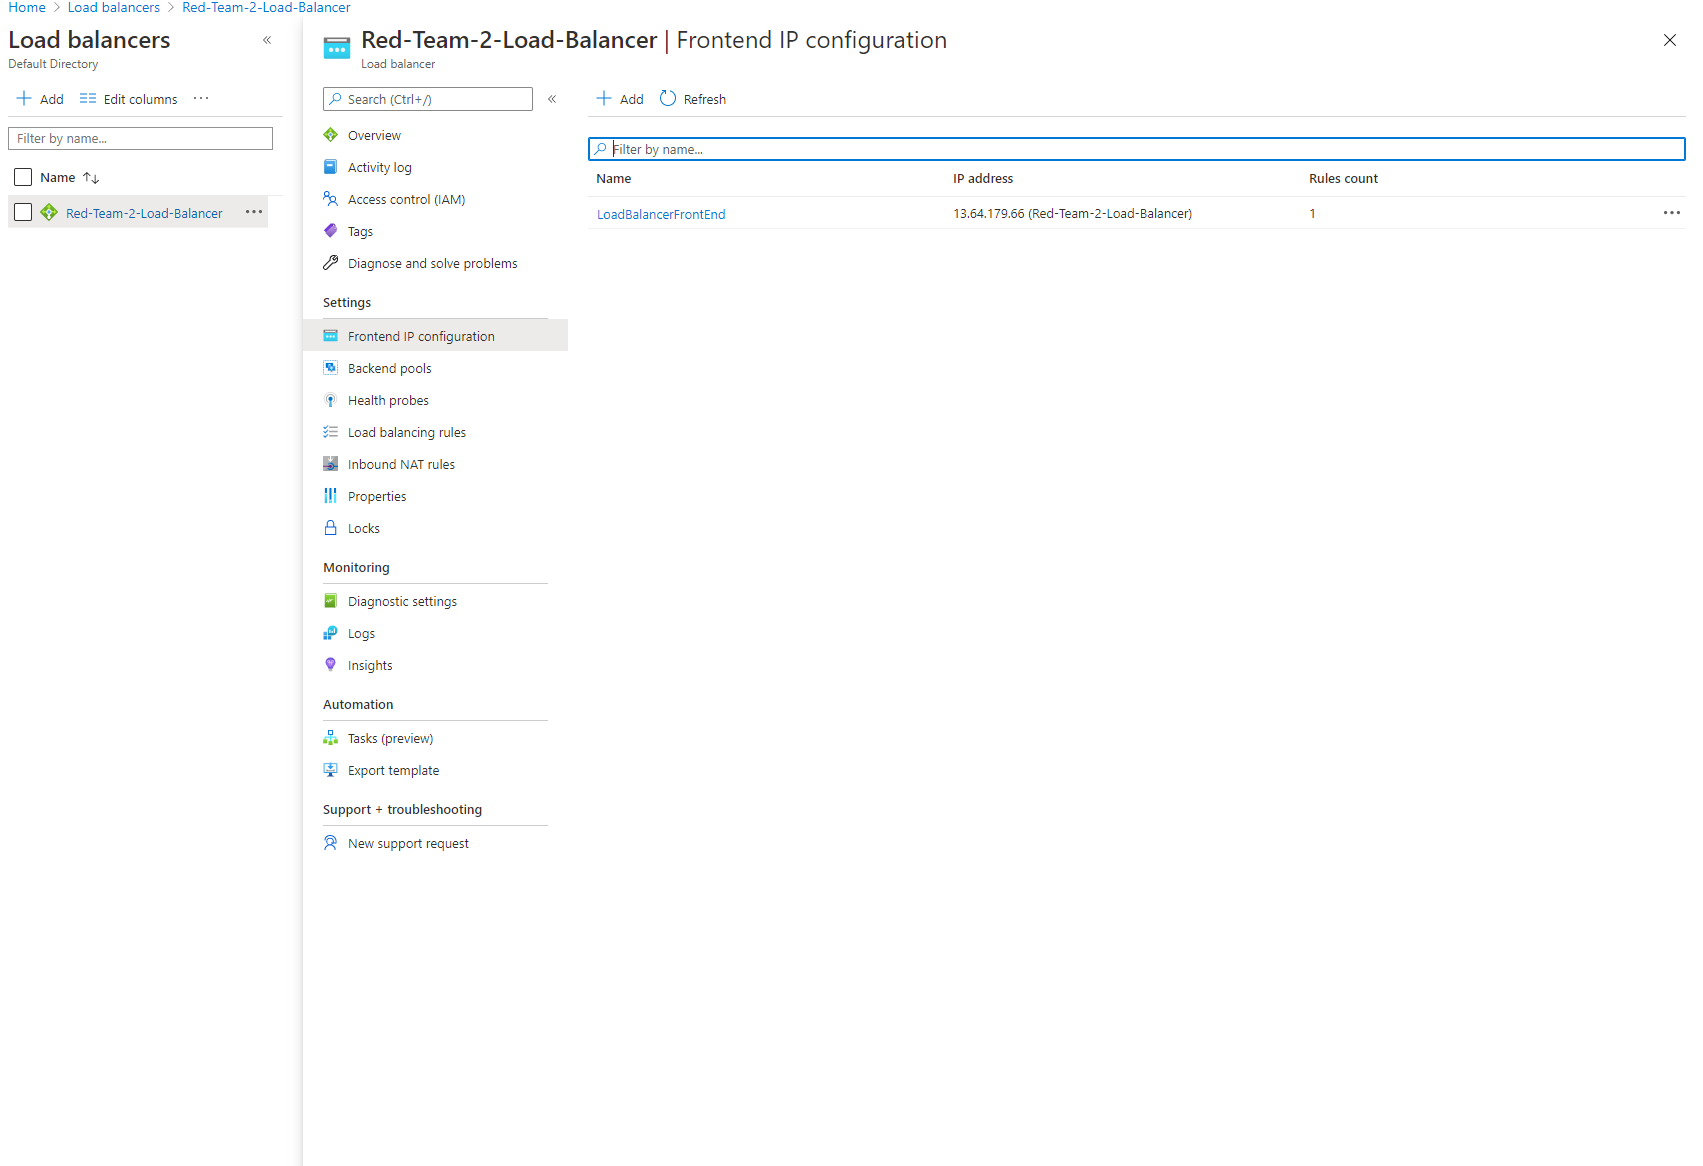 Home > Load balancers > Red-Team-2-Load-Balancer
Load balancers «
Default Directory
+ Add Edit columns ···
Filter by name...
Name ↑↓
Red-Team-2-Load-Balancer ···
Red-Team-2-Load-Balancer | Frontend IP configuration
Load balancer
Search (Ctrl+/) «
Overview
Activity log
Access control (IAM)
Tags
Diagnose and solve problems
Settings
Frontend IP configuration
Backend pools
Health probes
Load balancing rules
Inbound NAT rules
Properties
Locks
Monitoring
Diagnostic settings
Logs
Insights
Automation
Tasks (preview)
Export template
Support + troubleshooting
New support request
+ Add Refresh
Filter by name...
Name IP address Rules count
LoadBalancerFrontEnd 13.64.179.66 (Red-Team-2-Load-Balancer) 1 ···